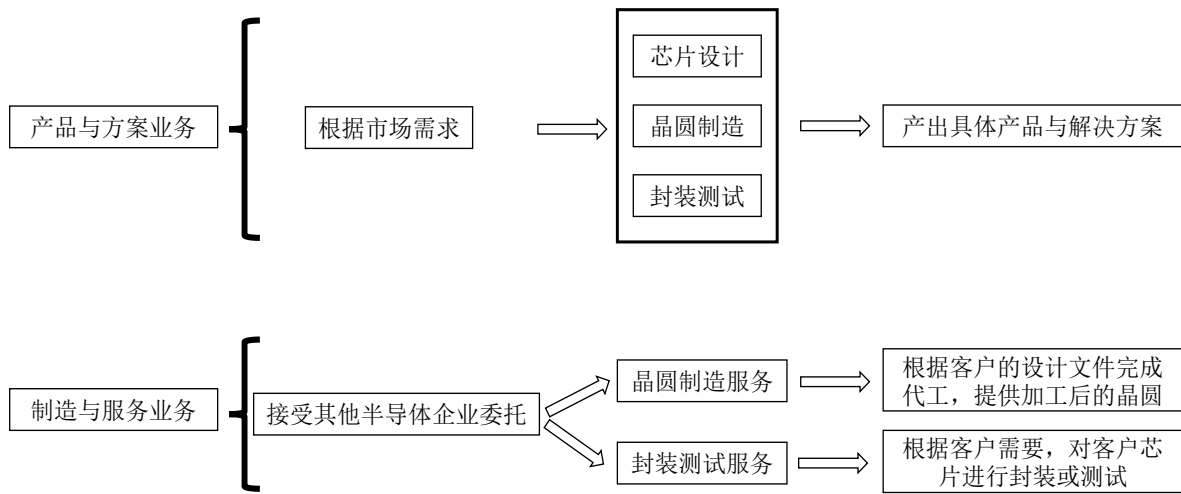 产品与方案业务
根据市场需求
芯片设计
晶圆制造
封装测试
产出具体产品与解决方案
制造与服务业务
接受其他半导体企业委托
晶圆制造服务
根据客户的设计文件完成
代工，提供加工后的晶圆
封装测试服务
根据客户需要，对客户芯
片进行封装或测试